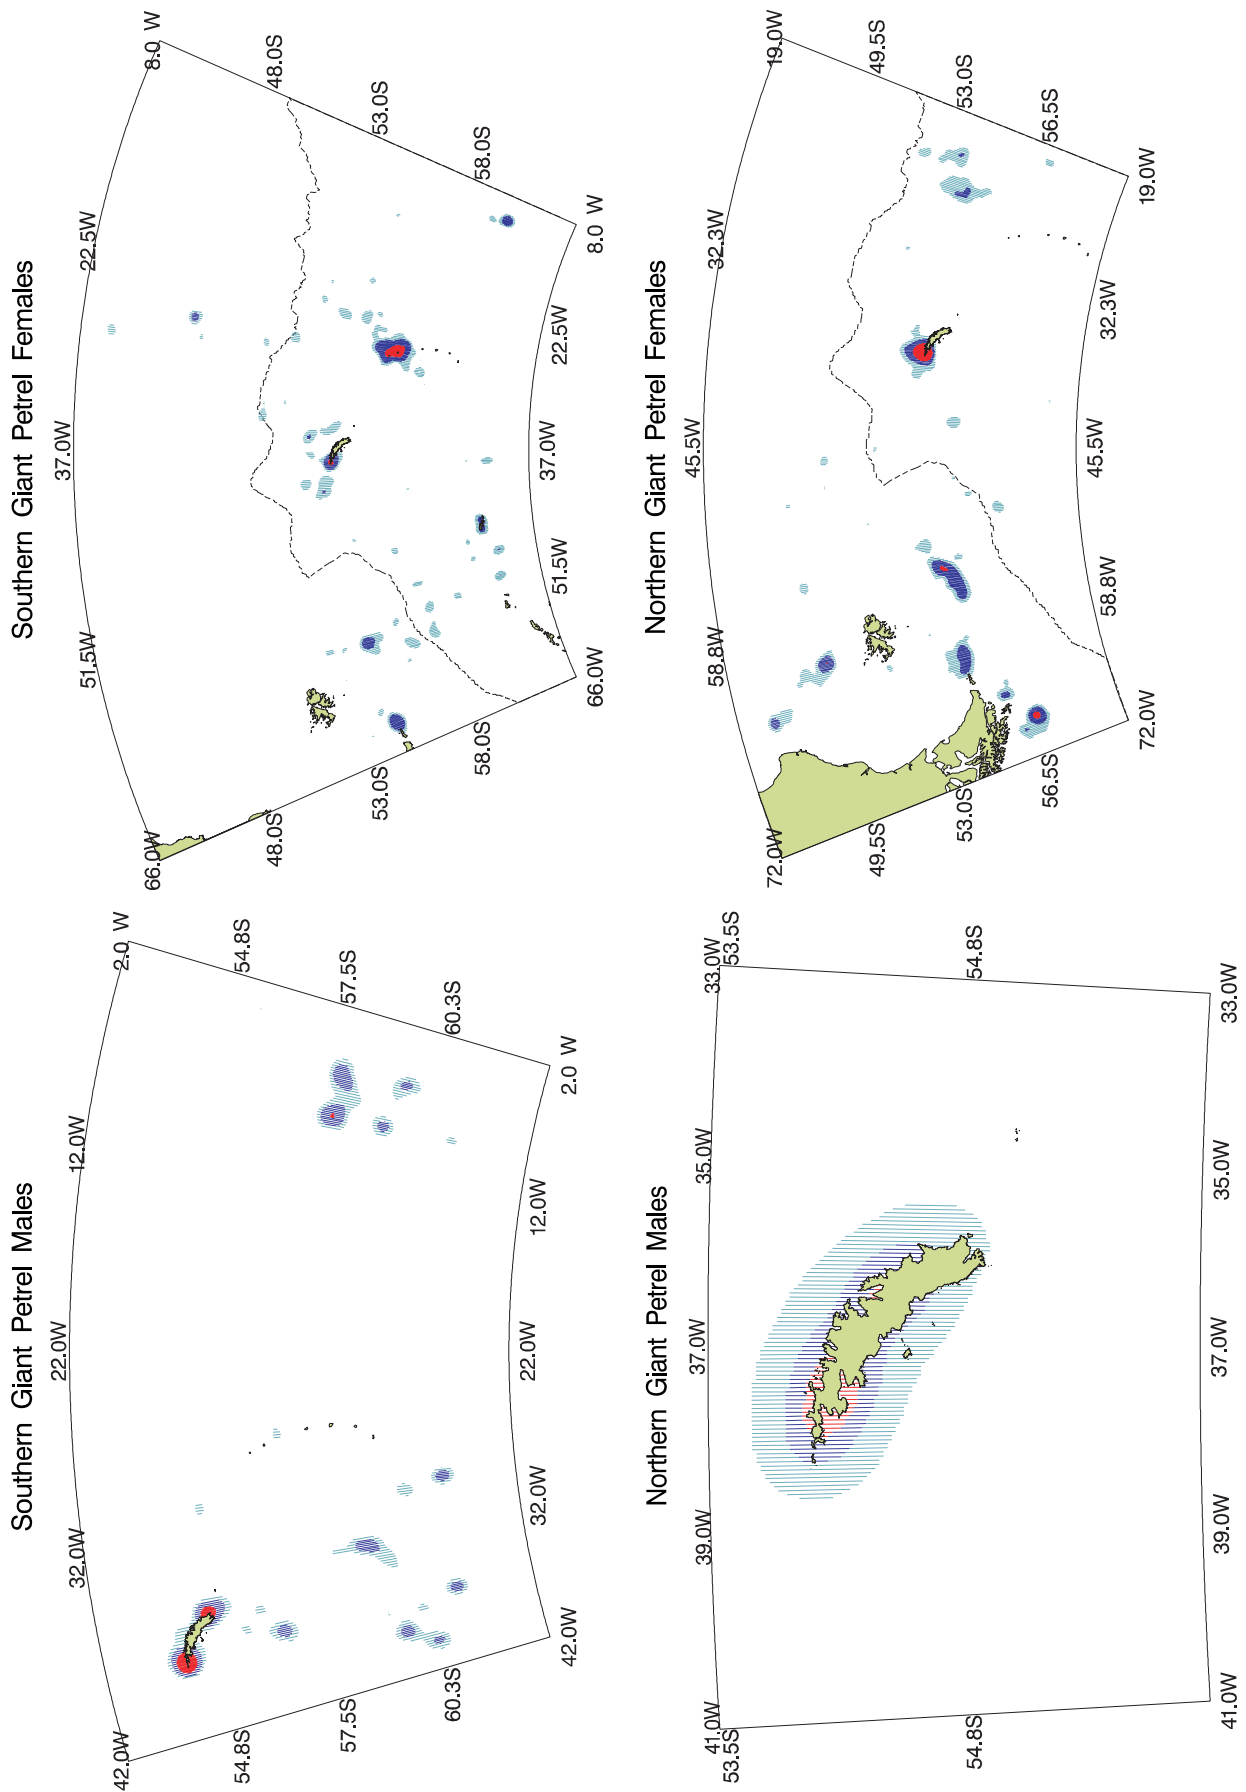 Southern Giant Petrel Males
42.0W 32.0W 22.0W 12.0W 2.0 W
54.8S 54.8S
57.5S 57.5S
60.3S 60.3S
42.0W 32.0W 22.0W 12.0W 2.0 W
Southern Giant Petrel Females
66.0W 51.5W 37.0W 22.5W 8.0 W
48.0S 48.0S
53.0S 53.0S
58.0S 58.0S
66.0W 51.5W 37.0W 22.5W 8.0 W
Northern Giant Petrel Males
41.0W 39.0W 37.0W 35.0W 33.0W
53.5S 53.5S
54.8S 54.8S
41.0W 39.0W 37.0W 35.0W 33.0W
Northern Giant Petrel Females
72.0W 58.8W 45.5W 32.3W 19.0W
49.5S 49.5S
53.0S 53.0S
56.5S 56.5S
72.0W 58.8W 45.5W 32.3W 19.0W